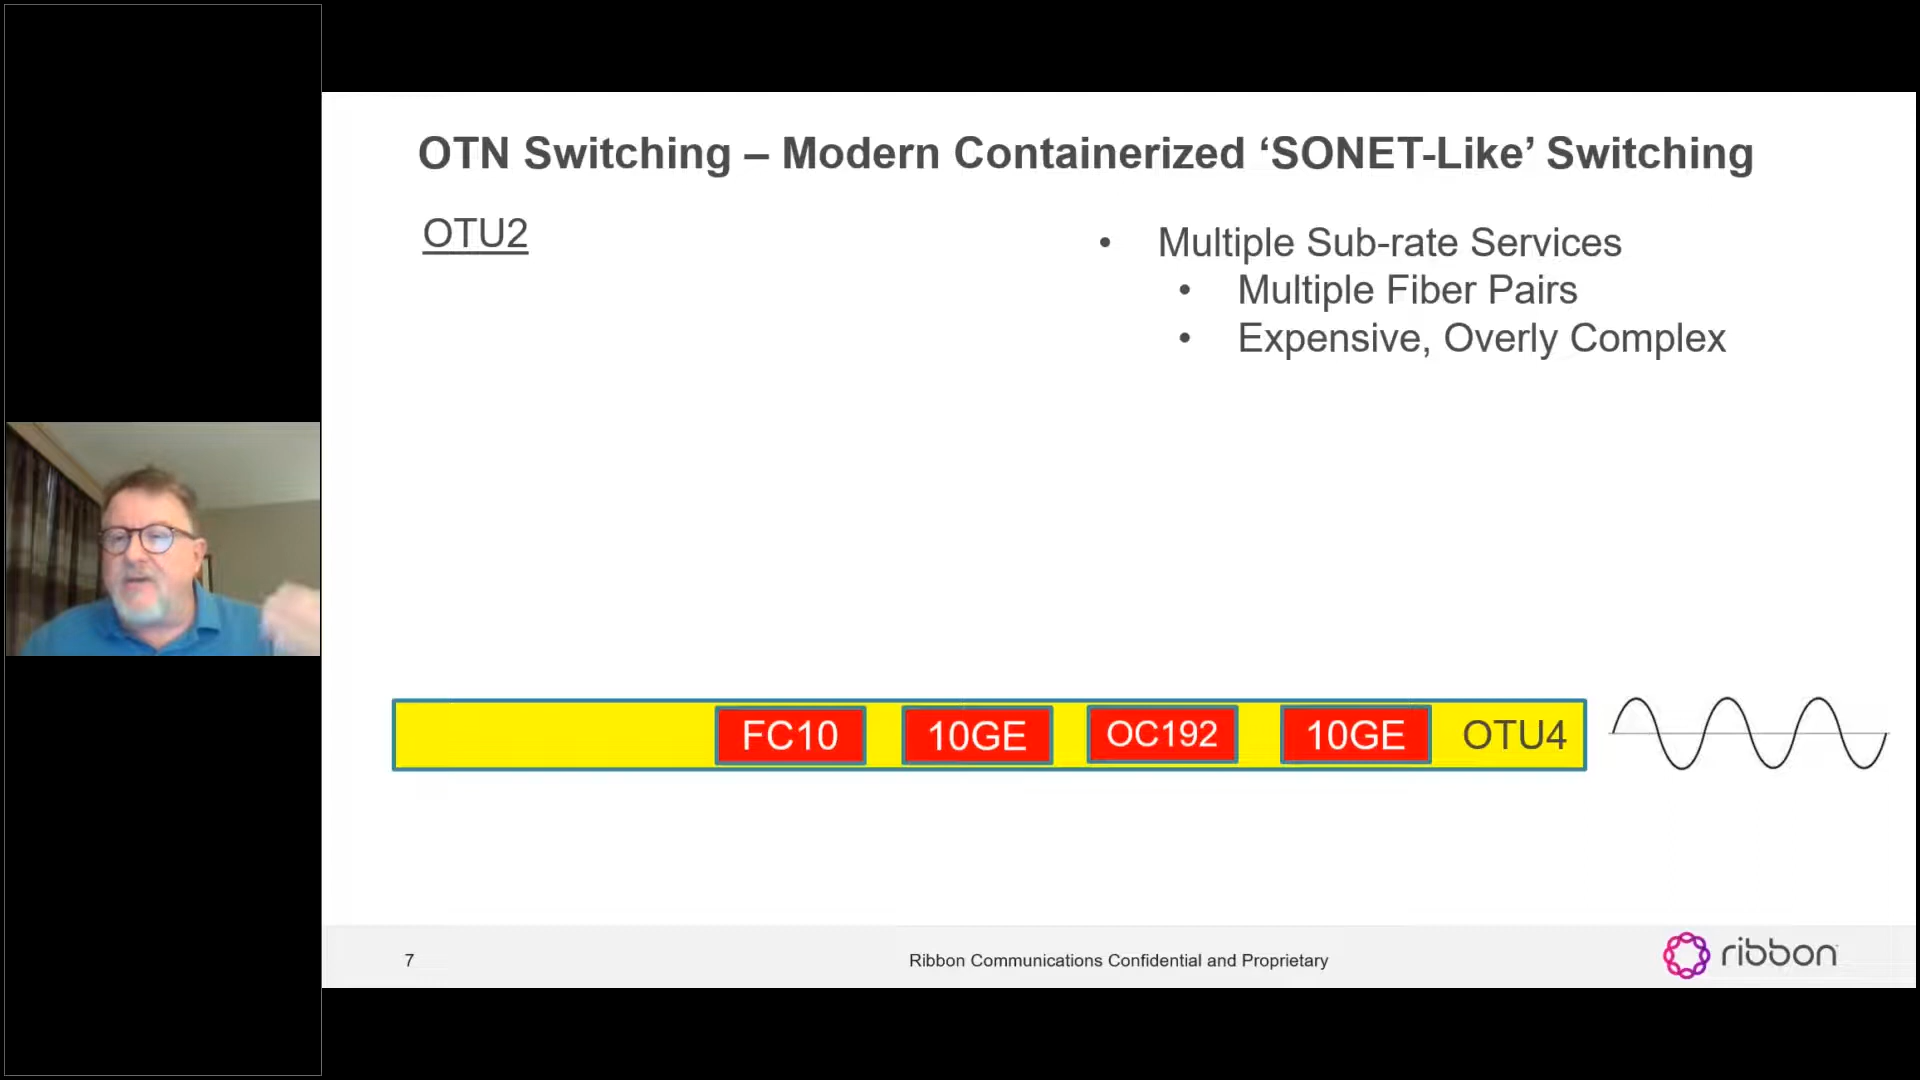 OTN Switching – Modern Containerized ‘SONET-Like’ Switching
OTU2
• Multiple Sub-rate Services
• Multiple Fiber Pairs
• Expensive, Overly Complex
FC10 10GE OC192 10GE OTU4
7 Ribbon Communications Confidential and Proprietary ribbon